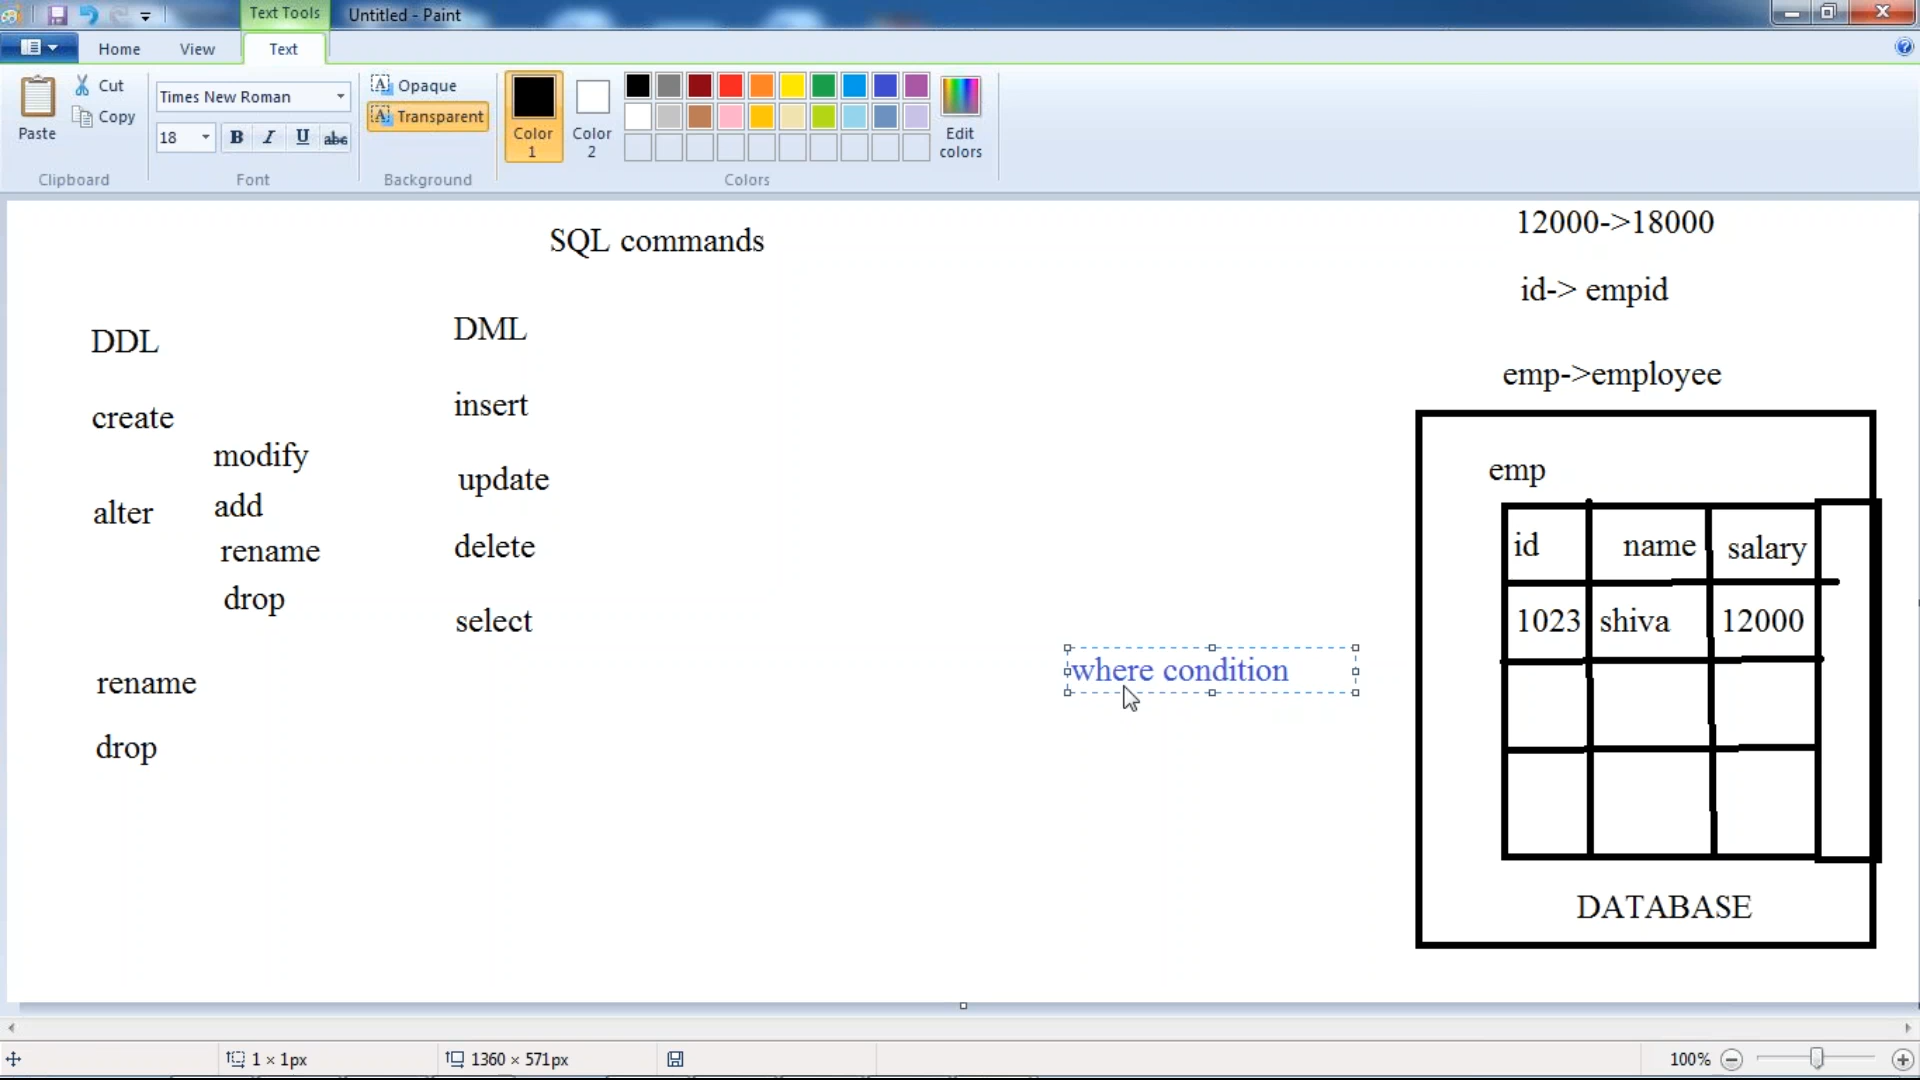 Text Tools
Untitled - Paint
Home
View
Text
Paste
Cut
Copy
Clipboard
Times New Roman
18
B I U abc
Font
Opaque
Transparent
Background
Color 1
Color 2
Edit colors
Colors
SQL commands
DDL
create
alter
modify
add
rename
drop
rename
drop
DML
insert
update
delete
select
where condition
12000->18000
id-> empid
emp->employee
emp
id name salary
1023 shiva 12000
DATABASE
1 × 1px
1360 × 571px
100%